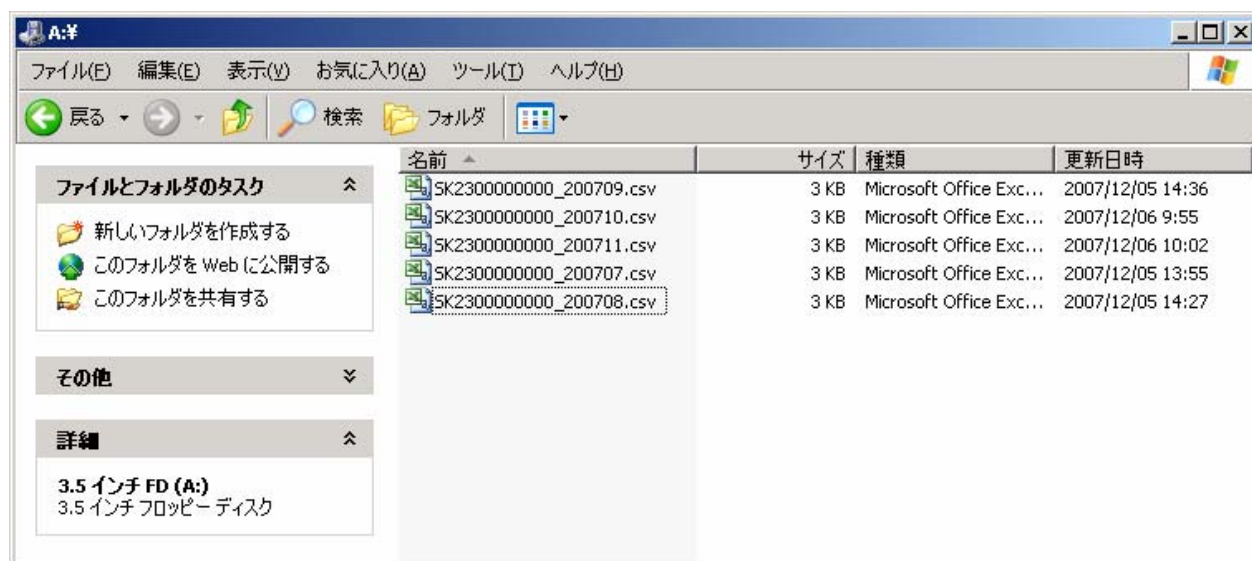 A:¥
ファイル(F) 編集(E) 表示(V) お気に入り(A) ツール(T) ヘルプ(H)
戻る 検索 フォルダ
ファイルとフォルダのタスク
新しいフォルダを作成する
このフォルダを Web に公開する
このフォルダを共有する
その他
詳細
3.5 インチ FD (A:)
3.5 インチ フロッピー ディスク
名前 サイズ 種類 更新日時
SK2300000000_200709.csv 3 KB Microsoft Office Exc... 2007/12/05 14:36
SK2300000000_200710.csv 3 KB Microsoft Office Exc... 2007/12/06 9:55
SK2300000000_200711.csv 3 KB Microsoft Office Exc... 2007/12/06 10:02
SK2300000000_200707.csv 3 KB Microsoft Office Exc... 2007/12/05 13:55
SK2300000000_200708.csv 3 KB Microsoft Office Exc... 2007/12/05 14:27